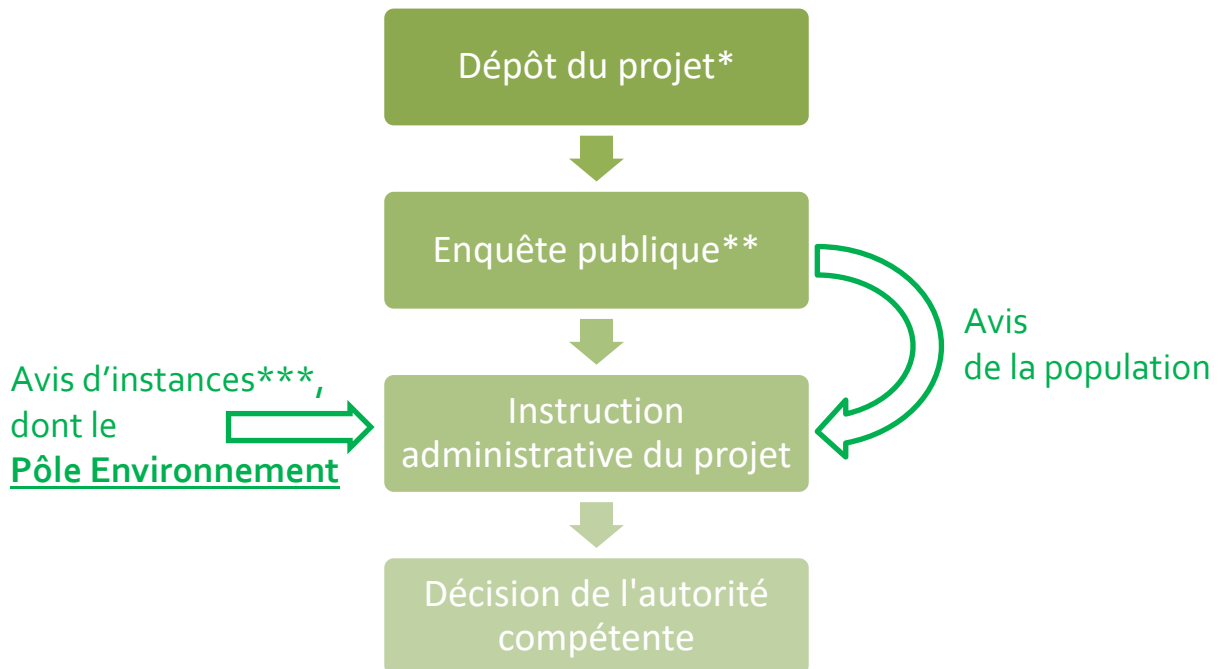 Dépôt du projet*
Enquête publique**
Avis
de la population
Avis d’instances***,
dont le
Pôle Environnement
Instruction
administrative du projet
Décision de l'autorité
compétente